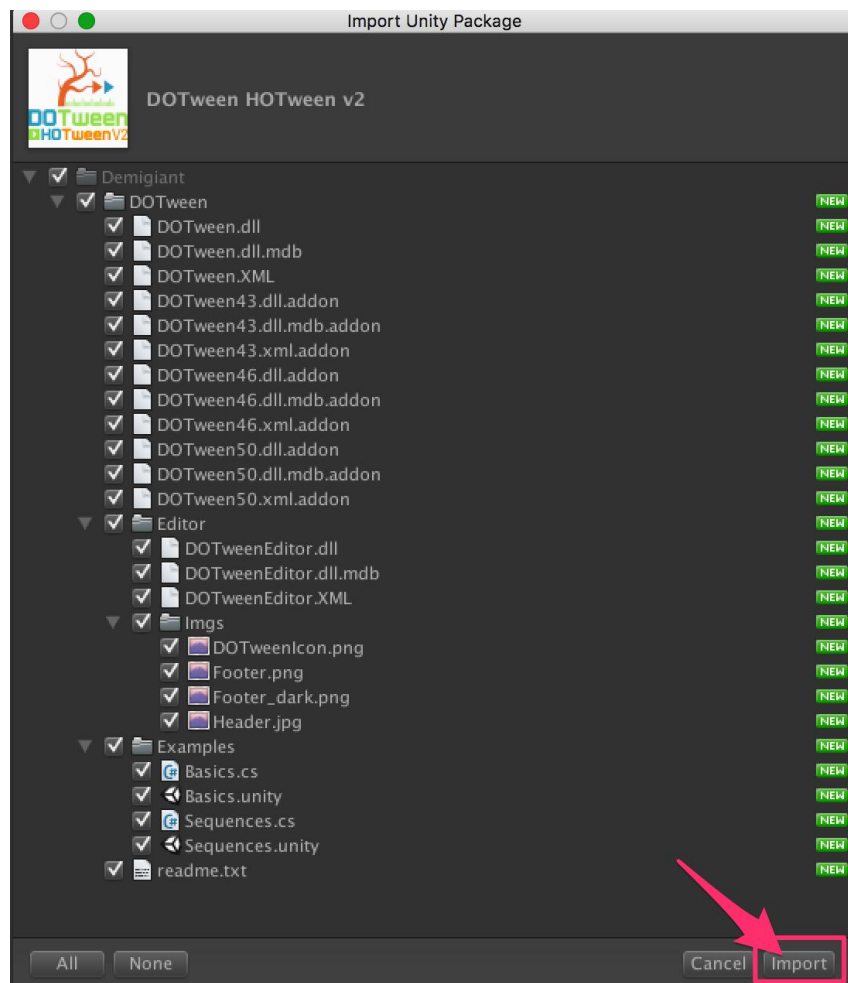 Import Unity Package
DOTween
HOTweenV2
DOTween HOTween v2
Demigiant
DOTween NEW
DOTween.dll NEW
DOTween.dll.mdb NEW
DOTween.XML NEW
DOTween43.dll.addon NEW
DOTween43.dll.mdb.addon NEW
DOTween43.xml.addon NEW
DOTween46.dll.addon NEW
DOTween46.dll.mdb.addon NEW
DOTween46.xml.addon NEW
DOTween50.dll.addon NEW
DOTween50.dll.mdb.addon NEW
DOTween50.xml.addon NEW
Editor NEW
DOTweenEditor.dll NEW
DOTweenEditor.dll.mdb NEW
DOTweenEditor.XML NEW
Imgs NEW
DOTweenIcon.png NEW
Footer.png NEW
Footer_dark.png NEW
Header.jpg NEW
Examples NEW
C# Basics.cs NEW
Basics.unity NEW
C# Sequences.cs NEW
Sequences.unity NEW
readme.txt NEW
All None Cancel Import